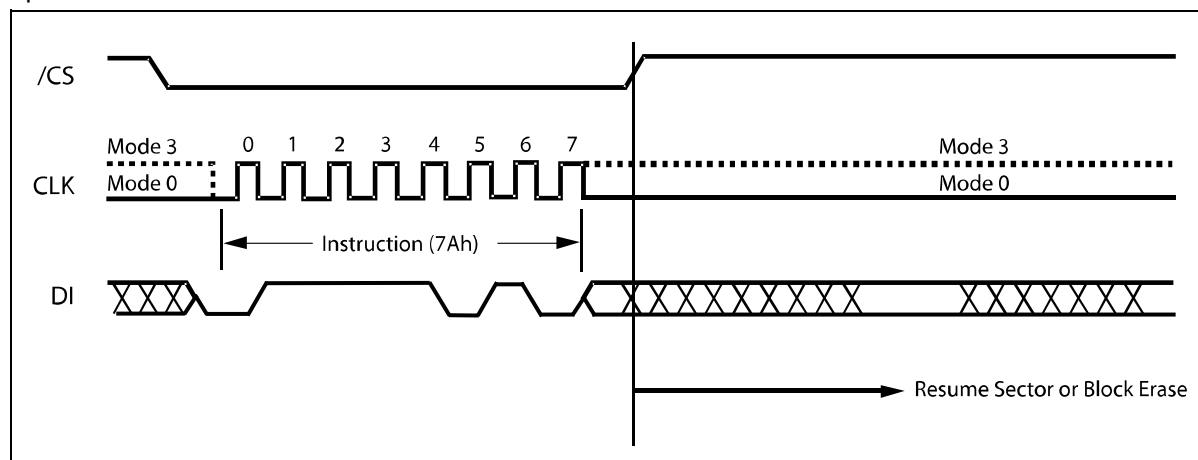 /CS
Mode 3 0 1 2 3 4 5 6 7 Mode 3
CLK Mode 0 Mode 0
Instruction (7Ah)
DI
Resume Sector or Block Erase